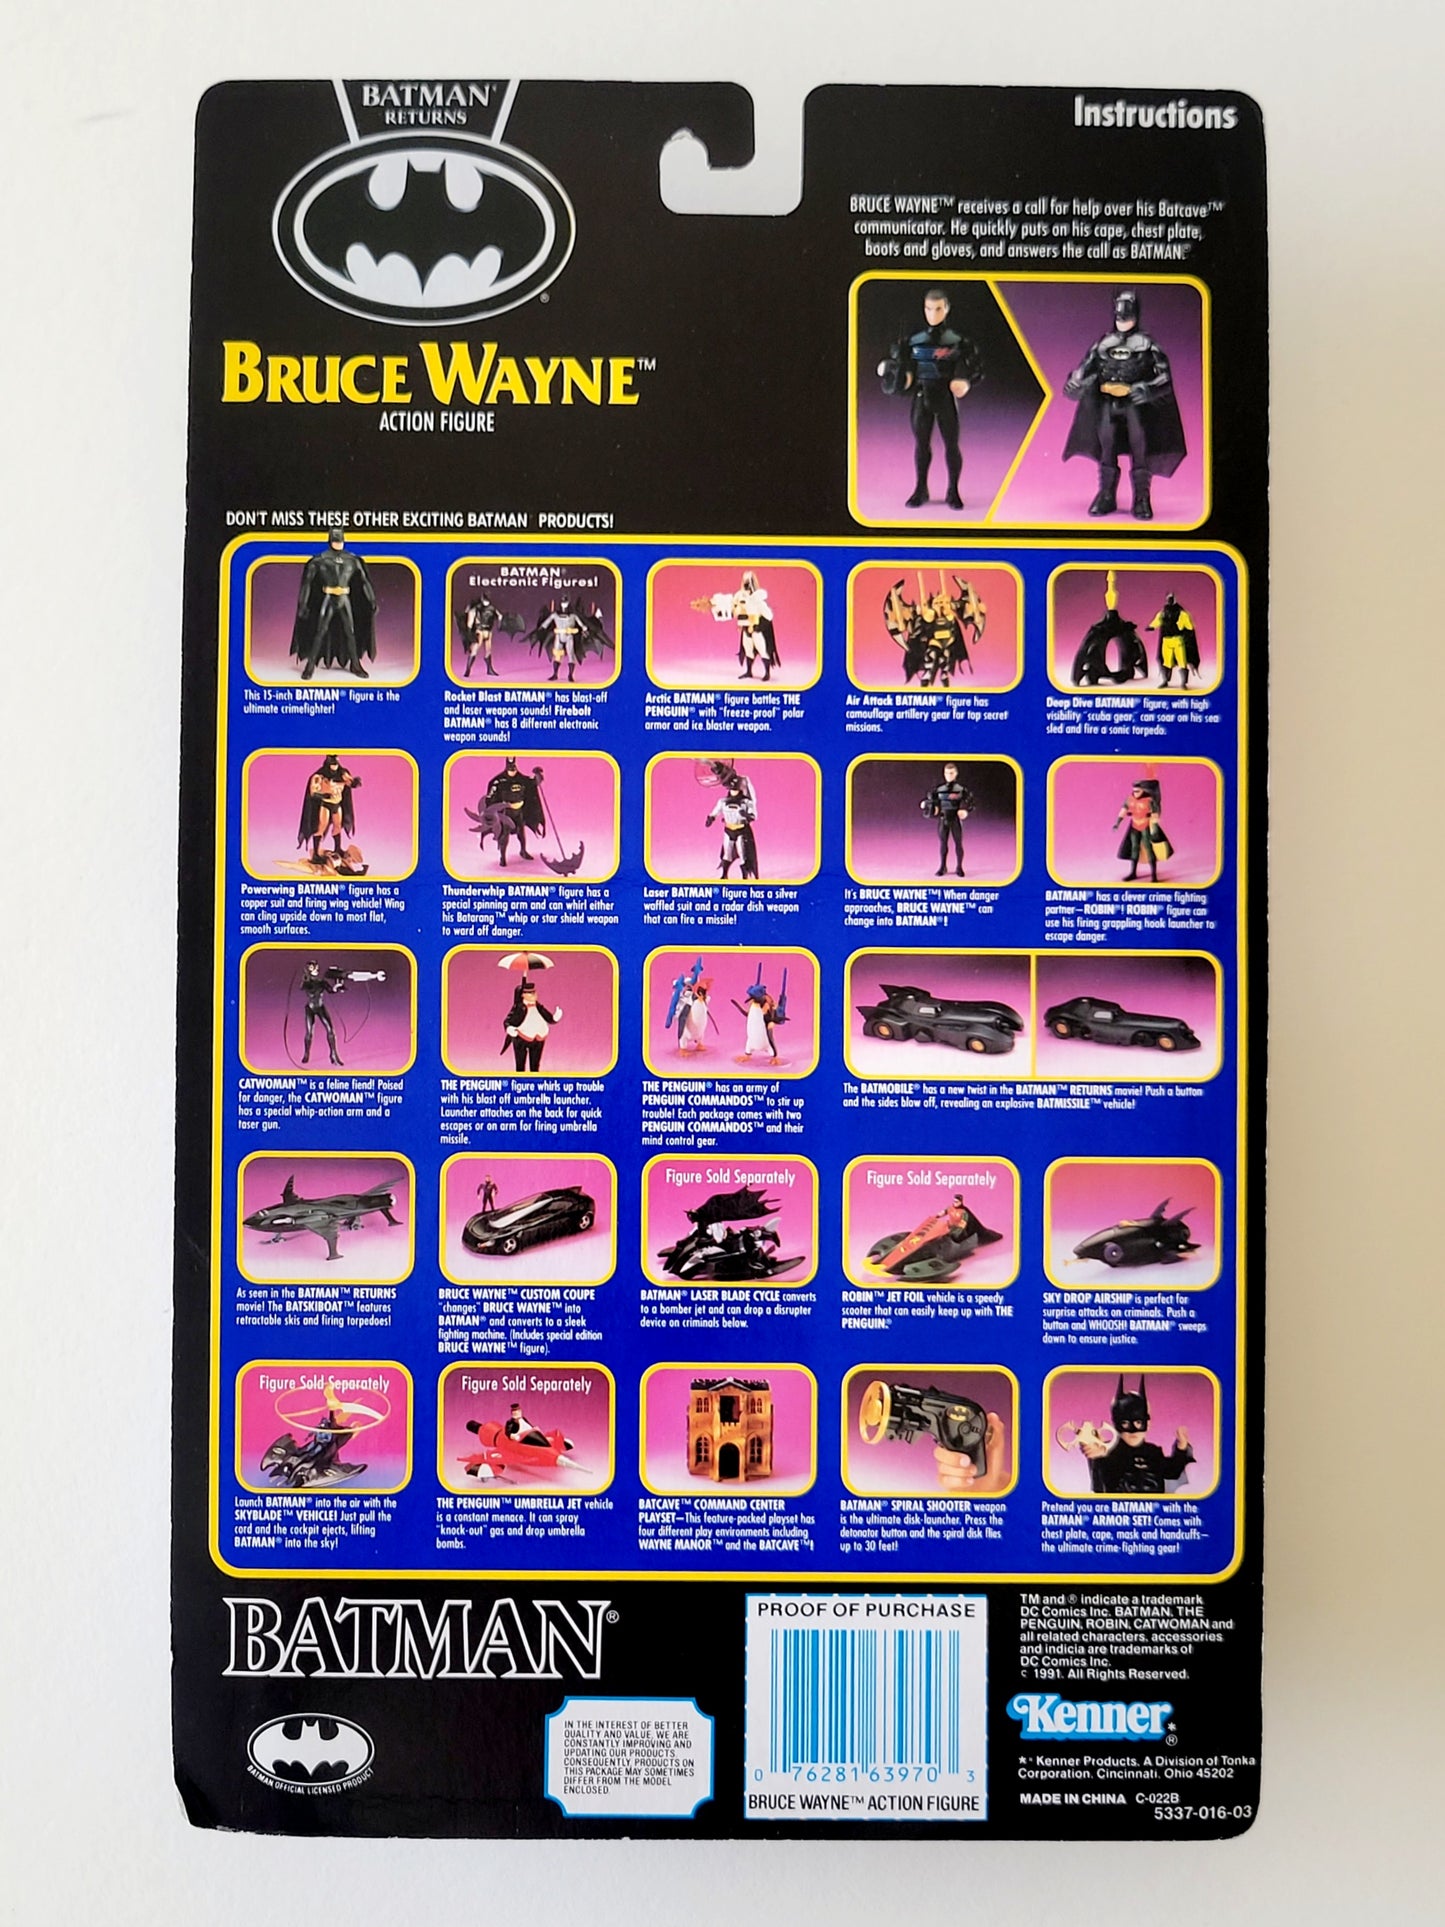 BATMAN
RETURNS
Instructions
BRUCE WAYNE™ receives a call for help over his Batcave™
communicator. He quickly puts on his cape, chest plate,
boots and gloves, and answers the call as BATMAN.®
®
BRUCE WAYNE™
ACTION FIGURE
DON'T MISS THESE OTHER EXCITING BATMAN PRODUCTS!
This 15-inch BATMAN® figure is the
ultimate crimefighter!
BATMAN®
Electronic Figures!
Rocket Blast BATMAN® has blast-off
and laser weapon sounds! Firebolt
BATMAN® has 8 different electronic
weapon sounds!
Arctic BATMAN® figure battles THE
PENGUIN® with "freeze-proof" polar
armor and ice blaster weapon.
Air Attack BATMAN® figure has
camouflage artillery gear for top secret
missions.
Deep Dive BATMAN® figure, with high
visibility "scuba gear," can soar on his sea
sled and fire a sonic torpedo.
Powerwing BATMAN® figure has a
copper suit and firing wing vehicle! Wing
can cling upside down to most flat,
smooth surfaces.
Thunderwhip BATMAN® figure has a
special spinning arm and can whirl either
his Batarang™ whip or star shield weapon
to ward off danger.
Laser BATMAN® figure has a silver
waffled suit and a radar dish weapon
that can fire a missile!
It's BRUCE WAYNE™! When danger
approaches, BRUCE WAYNE™ can
change into BATMAN®!
BATMAN® has a clever crime fighting
partner—ROBIN®! ROBIN® figure can
use his firing grappling hook launcher to
escape danger.
CATWOMAN™ is a feline fiend! Poised
for danger, the CATWOMAN™ figure
has a special whip-action arm and a
taser gun.
THE PENGUIN® figure whirls up trouble
with his blast off umbrella launcher.
Launcher attaches on the back for quick
escapes or on arm for firing umbrella
missile.
THE PENGUIN® has an army of
PENGUIN COMMANDOS™ to stir up
trouble! Each package comes with two
PENGUIN COMMANDOS™ and their
mind control gear.
The BATMOBILE® has a new twist in the BATMAN™ RETURNS movie! Push a button
and the sides blow off, revealing an explosive BATMISSILE™ vehicle!
As seen in the BATMAN™ RETURNS
movie! The BATSKIBOAT™ features
retractable skis and firing torpedoes!
BRUCE WAYNE™ CUSTOM COUPE
"changes" BRUCE WAYNE™ into
BATMAN® and converts to a sleek
fighting machine. (Includes special edition
BRUCE WAYNE™ figure).
Figure Sold Separately
BATMAN® LASER BLADE CYCLE converts
to a bomber jet and can drop a disrupter
device on criminals below.
Figure Sold Separately
ROBIN™ JET FOIL vehicle is a speedy
scooter that can easily keep up with THE
PENGUIN.®
SKY DROP AIRSHIP is perfect for
surprise attacks on criminals. Push a
button and WHOOSH! BATMAN® sweeps
down to ensure justice.
Figure Sold Separately
Launch BATMAN® into the air with the
SKYBLADE™ VEHICLE! Just pull the
cord and the cockpit ejects, lifting
BATMAN® into the sky!
Figure Sold Separately
THE PENGUIN™ UMBRELLA JET vehicle
is a constant menace. It can spray
"knock-out" gas and drop umbrella
bombs.
BATCAVE™ COMMAND CENTER
PLAYSET—This feature-packed playset has
four different play environments including
WAYNE MANOR™ and the BATCAVE™!
BATMAN® SPIRAL SHOOTER weapon
is the ultimate disk-launcher. Press the
detonator button and the spiral disk flies
up to 30 feet!
Pretend you are BATMAN® with the
BATMAN® ARMOR SET! Comes with
chest plate, cape, mask and handcuffs—
the ultimate crime-fighting gear!
BATMAN®
BATMAN OFFICIAL LICENSED PRODUCT
IN THE INTEREST OF BETTER
QUALITY AND VALUE, WE ARE
CONSTANTLY IMPROVING AND
UPDATING OUR PRODUCTS.
CONSEQUENTLY, PRODUCTS ON
THIS PACKAGE MAY SOMETIMES
DIFFER FROM THE MODEL
ENCLOSED.
PROOF OF PURCHASE
0 76281 63970 3
BRUCE WAYNE™ ACTION FIGURE
TM and ® indicate a trademark
DC Comics Inc. BATMAN, THE
PENGUIN, ROBIN, CATWOMAN and
all related characters, accessories
and indicia are trademarks of
DC Comics Inc.
© 1991. All Rights Reserved.
Kenner*®
*® Kenner Products. A Division of Tonka
Corporation. Cincinnati. Ohio 45202
MADE IN CHINA C-022B
5337-016-03